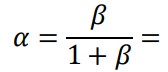 α = β / (1 + β) =